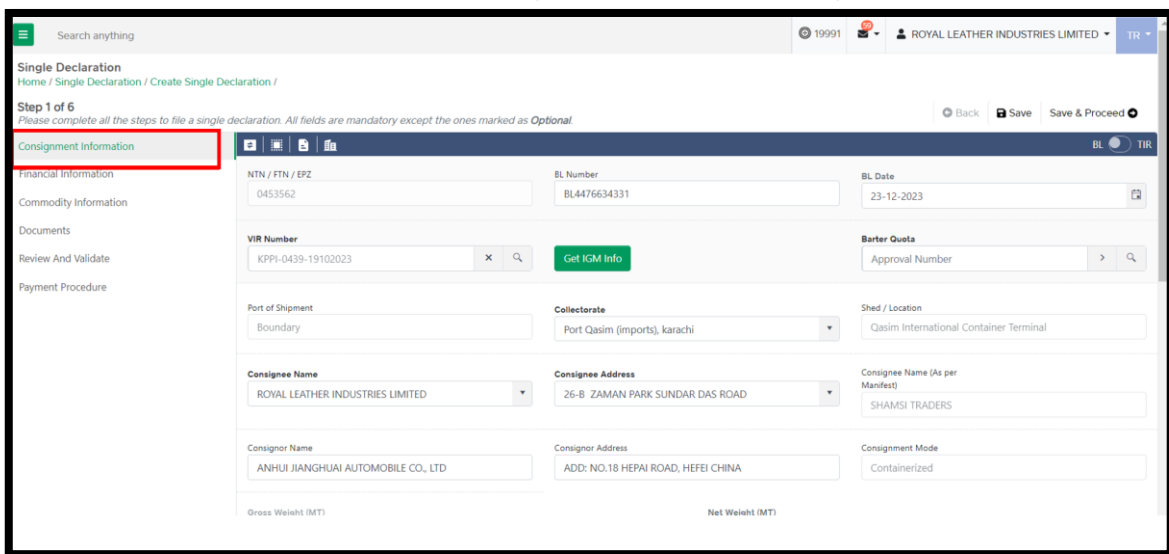 Search anything
19991
59
ROYAL LEATHER INDUSTRIES LIMITED
TR
Single Declaration
Home / Single Declaration / Create Single Declaration /
Step 1 of 6
Please complete all the steps to file a single declaration. All fields are mandatory except the ones marked as Optional.
Back
Save
Save & Proceed
Consignment Information
Financial Information
Commodity Information
Documents
Review And Validate
Payment Procedure
BL
TIR
NTN / FTN / EPZ
BL Number
BL Date
0453562
BL4476634331
23-12-2023
VIR Number
Barter Quota
KPPI-0439-19102023
Get IGM Info
Approval Number
Port of Shipment
Collectorate
Shed / Location
Boundary
Port Qasim (imports), karachi
Qasim International Container Terminal
Consignee Name
Consignee Address
Consignee Name (As per
Manifest)
ROYAL LEATHER INDUSTRIES LIMITED
26-B ZAMAN PARK SUNDAR DAS ROAD
SHAMSI TRADERS
Consignor Name
Consignor Address
Consignment Mode
ANHUI JIANGHUAI AUTOMOBILE CO., LTD
ADD: NO.18 HEPAI ROAD, HEFEI CHINA
Containerized
Gross Weight (MT)
Net Weight (MT)